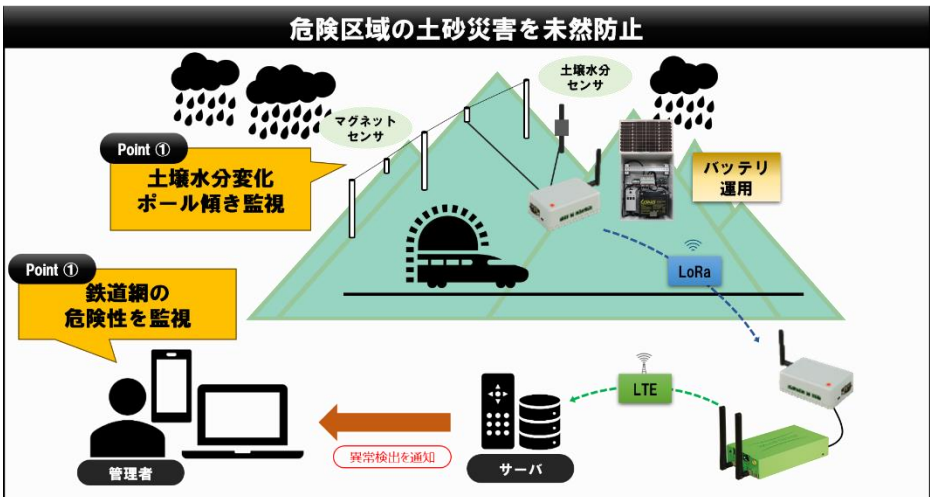 危険区域の土砂災害を未然防止
土壌水分
センサ
マグネット
センサ
Point ①
土壌水分変化
ポール傾き監視
バッテリ
運用
LoRa
Point ①
鉄道網の
危険性を監視
LTE
異常検出を通知
管理者
サーバ